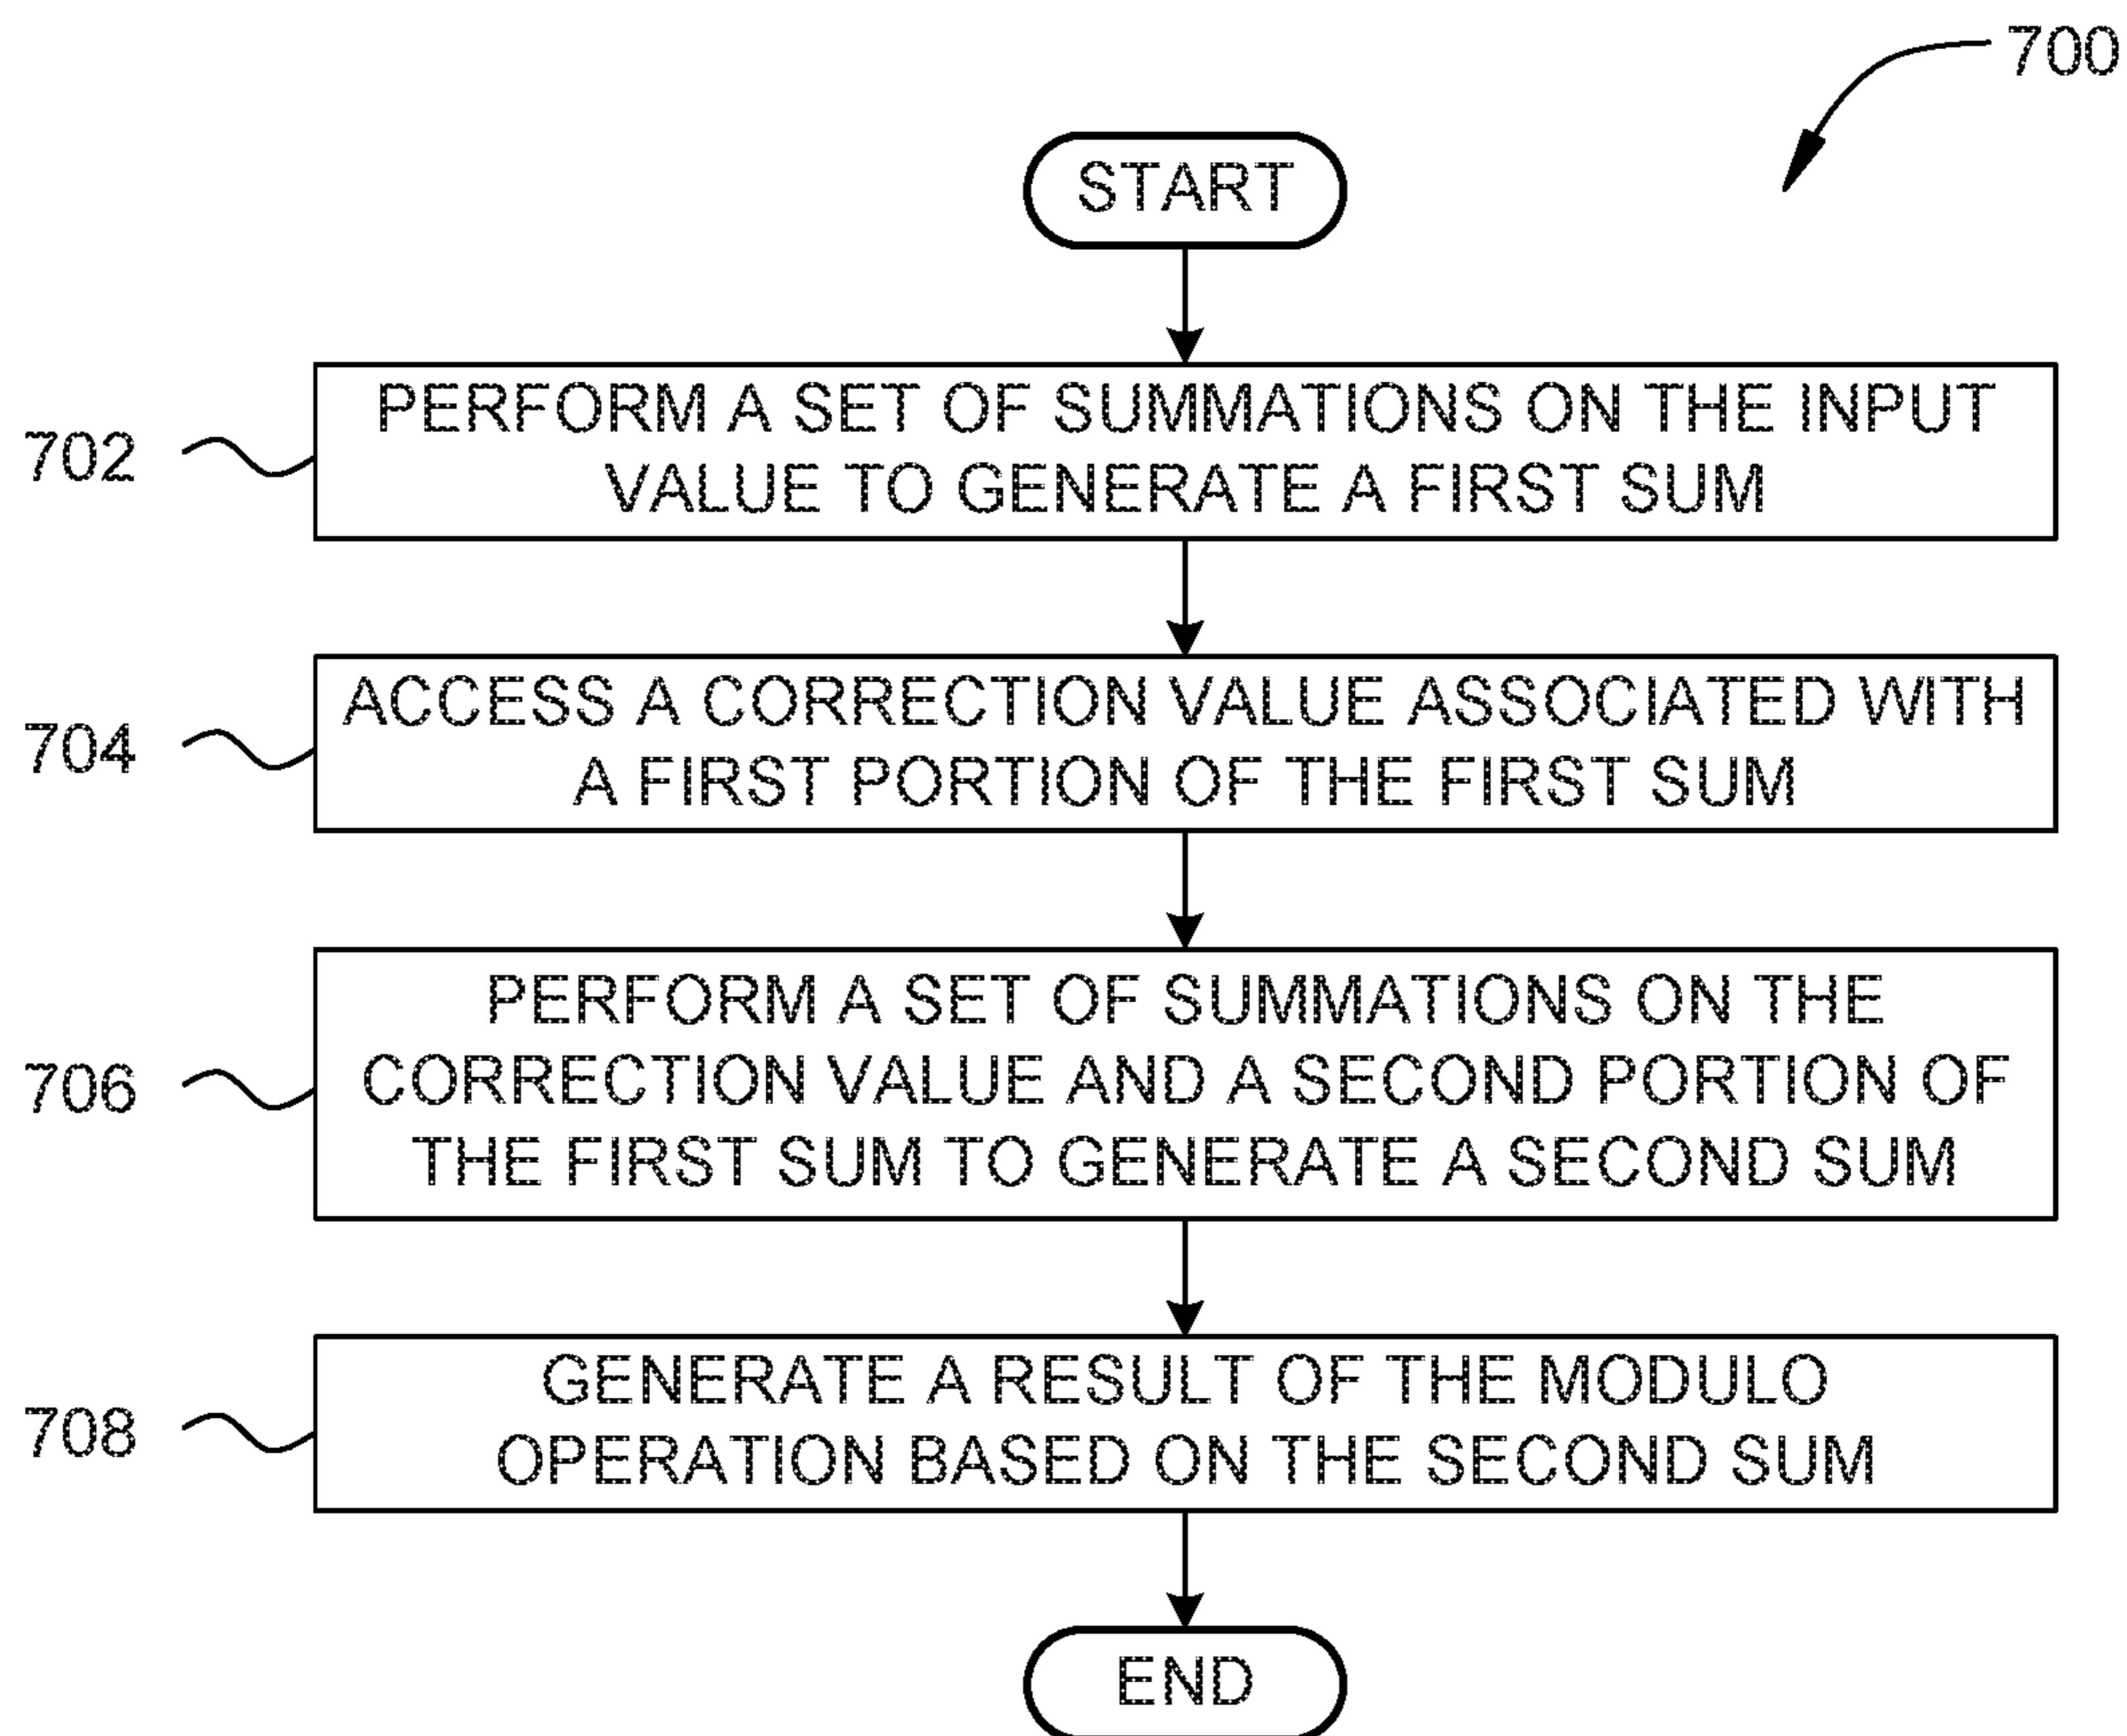 700
START
702
PERFORM A SET OF SUMMATIONS ON THE INPUT
VALUE TO GENERATE A FIRST SUM
704
ACCESS A CORRECTION VALUE ASSOCIATED WITH
A FIRST PORTION OF THE FIRST SUM
706
PERFORM A SET OF SUMMATIONS ON THE
CORRECTION VALUE AND A SECOND PORTION OF
THE FIRST SUM TO GENERATE A SECOND SUM
708
GENERATE A RESULT OF THE MODULO
OPERATION BASED ON THE SECOND SUM
END